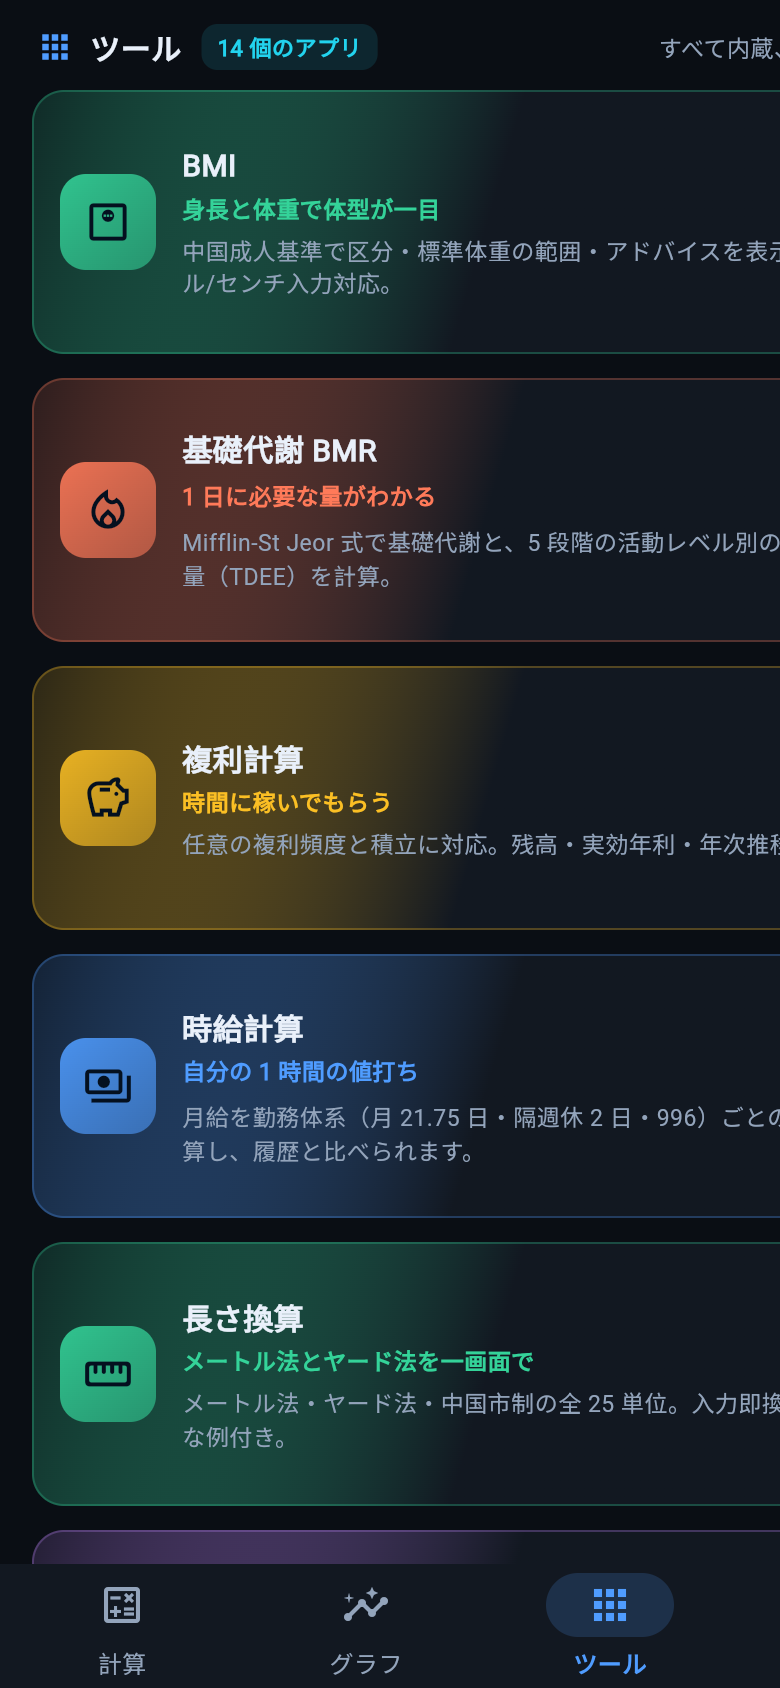 ツール
14 個のアプリ
すべて内蔵、
BMI
身長と体重で体型が一目
中国成人基準で区分・標準体重の範囲・アドバイスを表示
ル/センチ入力対応。
基礎代謝 BMR
1 日に必要な量がわかる
Mifflin-St Jeor 式で基礎代謝と、5 段階の活動レベル別の
量（TDEE）を計算。
複利計算
時間に稼いでもらう
任意の複利頻度と積立に対応。残高・実効年利・年次推移
時給計算
自分の 1 時間の値打ち
月給を勤務体系（月 21.75 日・隔週休 2 日・996）ごとの
算し、履歴と比べられます。
長さ換算
メートル法とヤード法を一画面で
メートル法・ヤード法・中国市制の全 25 単位。入力即換
な例付き。
計算
グラフ
ツール